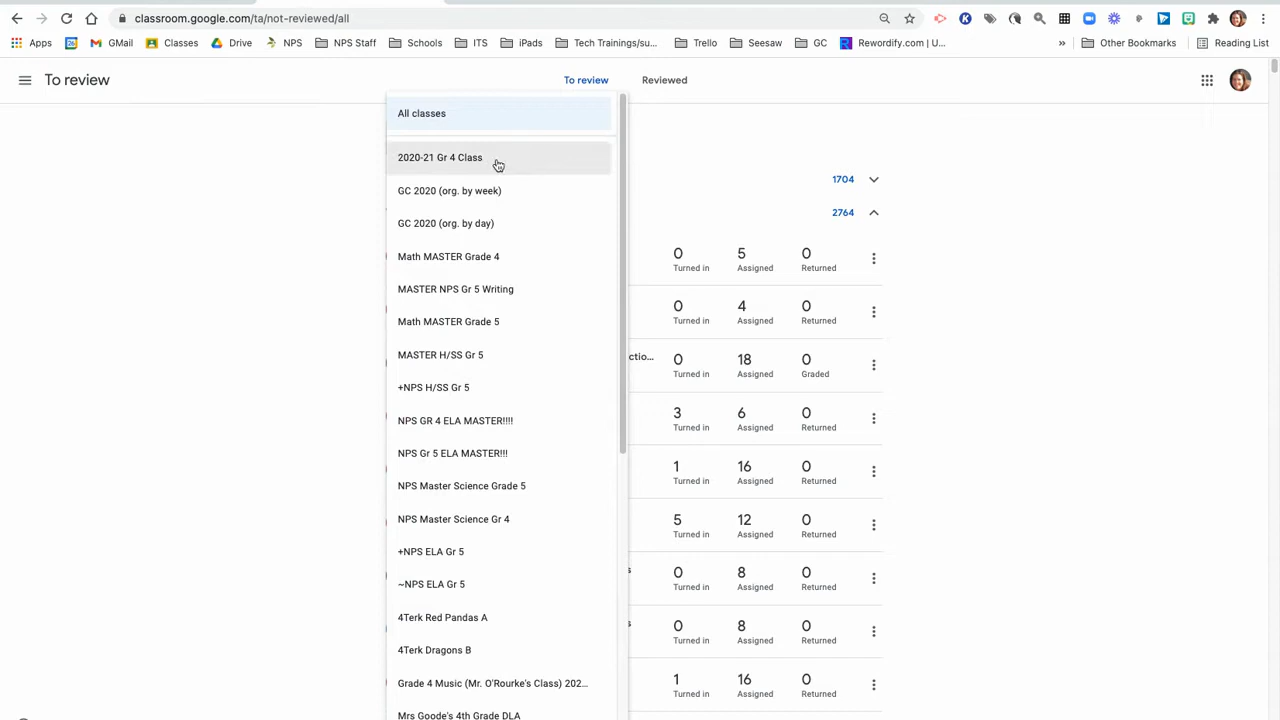 classroom.google.com/ta/not-reviewed/all
Apps GMail Classes Drive NPS NPS Staff Schools ITS iPads Tech Trainings/su... Trello Seesaw GC Rewordify.com | U... » Other Bookmarks Reading List
To review To review Reviewed
All classes
2020-21 Gr 4 Class
GC 2020 (org. by week)
GC 2020 (org. by day)
Math MASTER Grade 4
MASTER NPS Gr 5 Writing
Math MASTER Grade 5
MASTER H/SS Gr 5
+NPS H/SS Gr 5
NPS GR 4 ELA MASTER!!!!
NPS Gr 5 ELA MASTER!!!
NPS Master Science Grade 5
NPS Master Science Gr 4
+NPS ELA Gr 5
~NPS ELA Gr 5
4Terk Red Pandas A
4Terk Dragons B
Grade 4 Music (Mr. O'Rourke's Class) 202...
Mrs Goode's 4th Grade DLA
1704
2764
0 5 0
Turned in Assigned Returned
0 4 0
Turned in Assigned Returned
ctio... 0 18 0
Turned in Assigned Graded
3 6 0
Turned in Assigned Returned
1 16 0
Turned in Assigned Returned
5 12 0
Turned in Assigned Returned
s 0 8 0
Turned in Assigned Returned
s 0 8 0
Turned in Assigned Returned
1 16 0
Turned in Assigned Returned